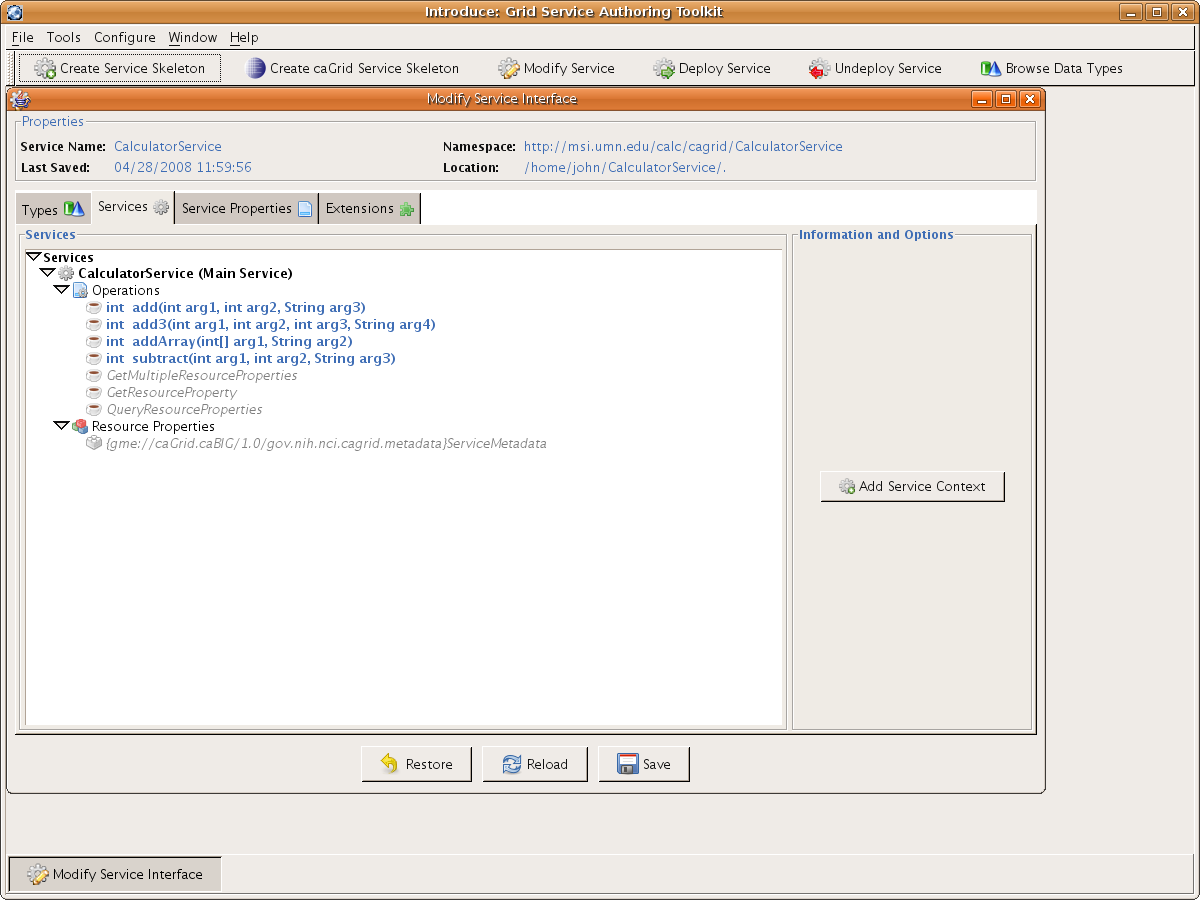 Introduce: Grid Service Authoring Toolkit
File Tools Configure Window Help
Create Service Skeleton Create caGrid Service Skeleton Modify Service Deploy Service Undeploy Service Browse Data Types
Modify Service Interface
Properties
Service Name: CalculatorService Namespace: http://msi.umn.edu/calc/cagrid/CalculatorService
Last Saved: 04/28/2008 11:59:56 Location: /home/john/CalculatorService/.
Types Services Service Properties Extensions
Services Information and Options
Services
CalculatorService (Main Service)
Operations
int add(int arg1, int arg2, String arg3)
int add3(int arg1, int arg2, int arg3, String arg4)
int addArray(int[] arg1, String arg2)
int subtract(int arg1, int arg2, String arg3)
GetMultipleResourceProperties
GetResourceProperty
QueryResourceProperties
Resource Properties
{gme://caGrid.caBIG/1.0/gov.nih.nci.cagrid.metadata}ServiceMetadata
Add Service Context
Restore Reload Save
Modify Service Interface